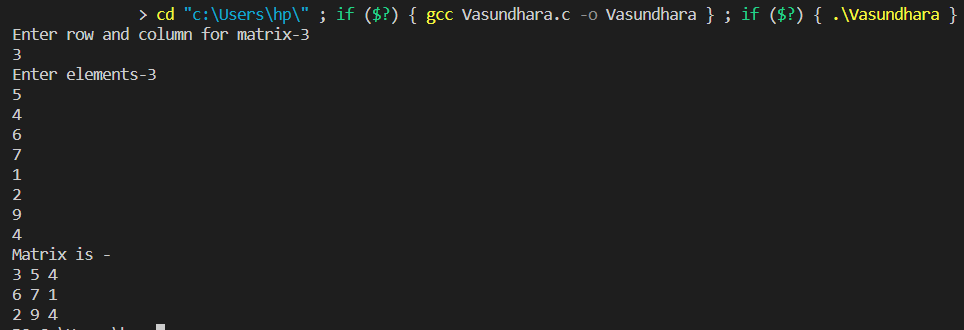 > cd "c:\Users\hp\" ; if ($?) { gcc Vasundhara.c -o Vasundhara } ; if ($?) { .\Vasundhara }
Enter row and column for matrix-3
3
Enter elements-3
5
4
6
7
1
2
9
4
Matrix is -
3 5 4
6 7 1
2 9 4